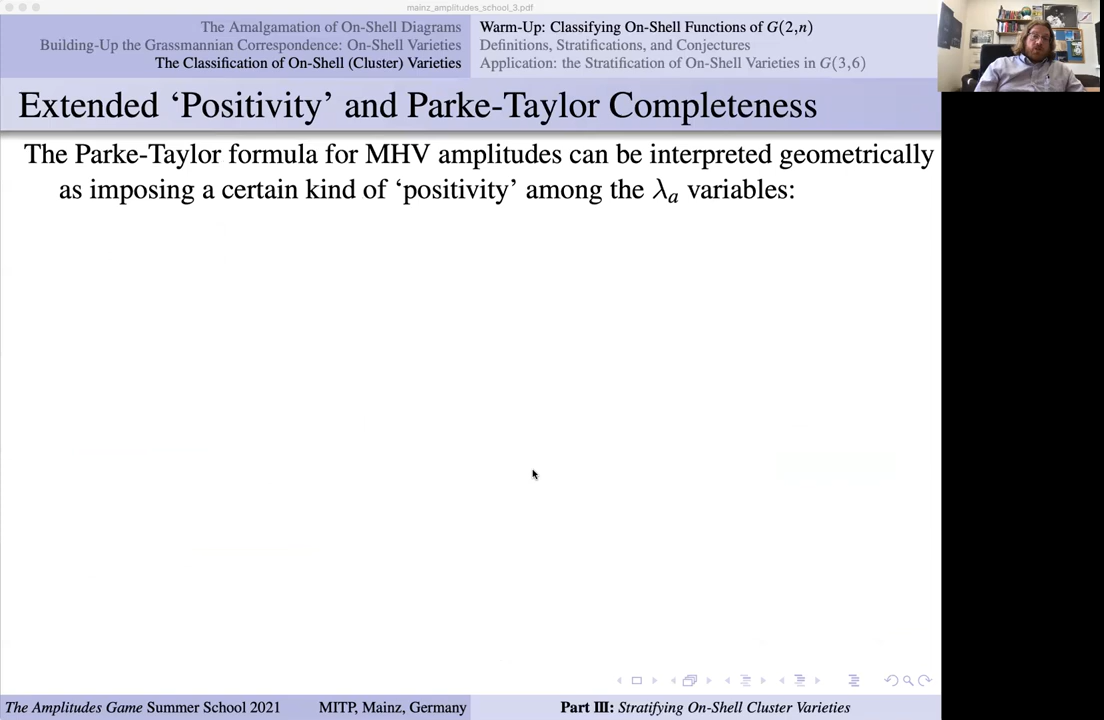 mainz_amplitudes_school_3.pdf
The Amalgamation of On-Shell Diagrams
Building-Up the Grassmannian Correspondence: On-Shell Varieties
The Classification of On-Shell (Cluster) Varieties
Warm-Up: Classifying On-Shell Functions of G(2,n)
Definitions, Stratifications, and Conjectures
Application: the Stratification of On-Shell Varieties in G(3,6)
Extended ‘Positivity’ and Parke-Taylor Completeness
The Parke-Taylor formula for MHV amplitudes can be interpreted geometrically
as imposing a certain kind of ‘positivity’ among the λₐ variables:
The Amplitudes Game Summer School 2021 MITP, Mainz, Germany Part III: Stratifying On-Shell Cluster Varieties